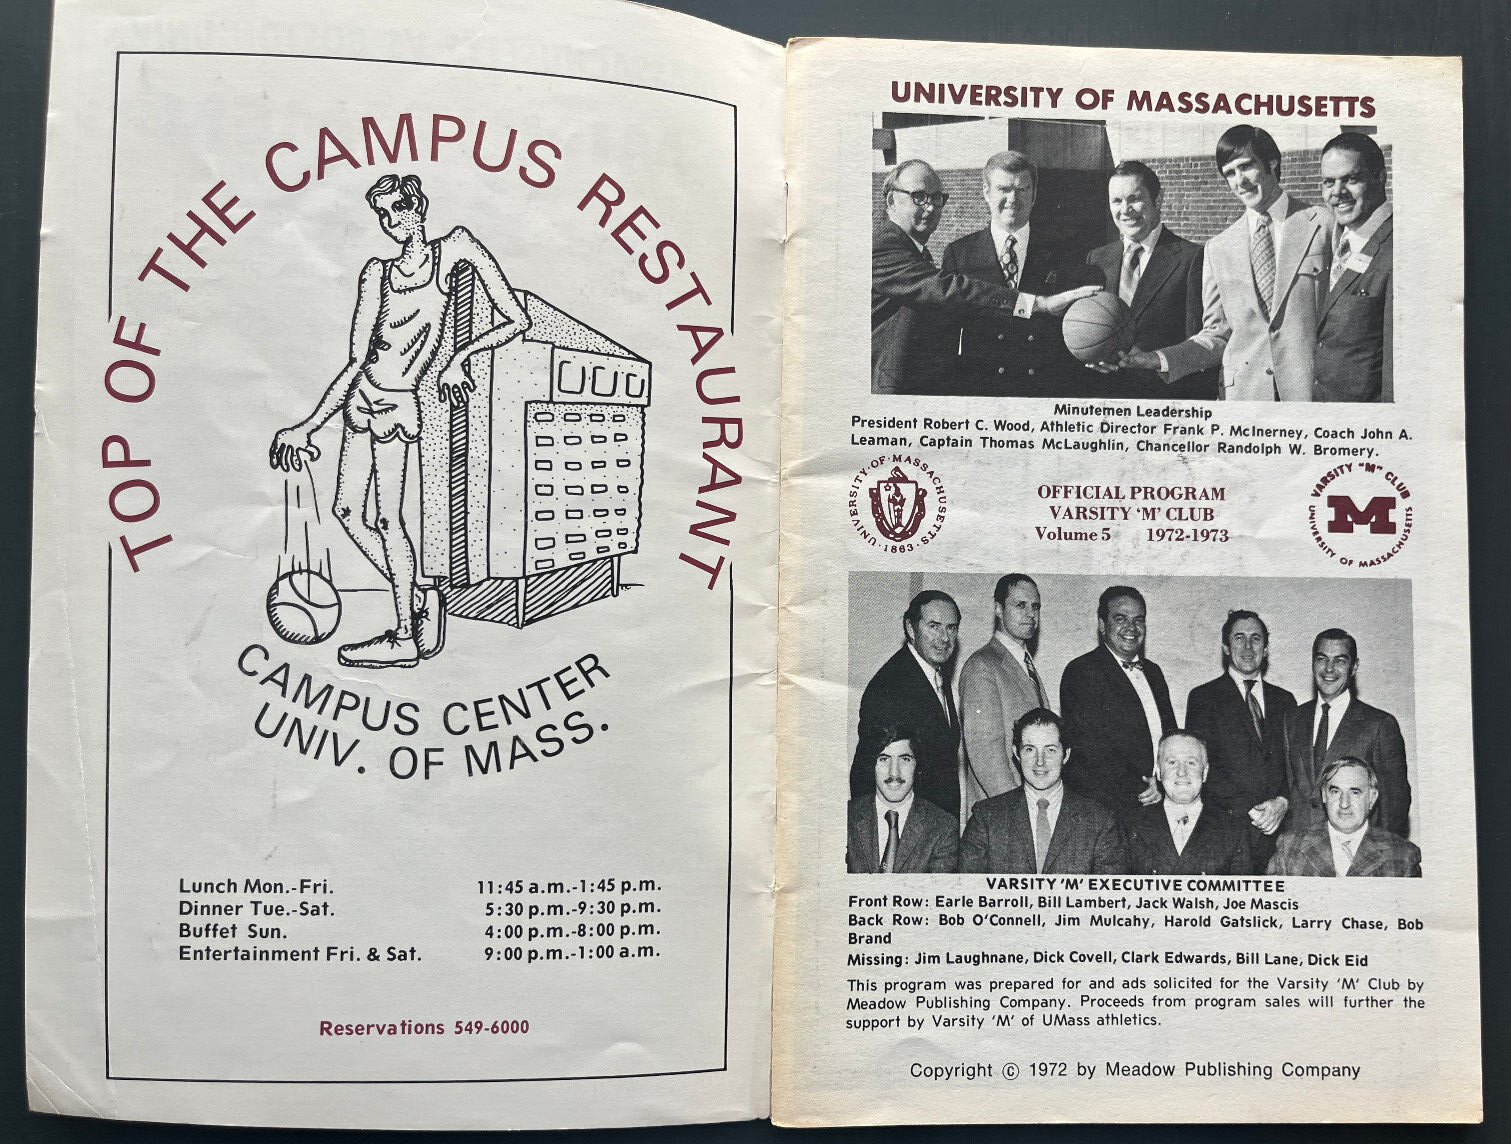 TOP OF THE CAMPUS RESTAURANT
CAMPUS CENTER
UNIV. OF MASS.
Lunch Mon.-Fri. 11:45 a.m.-1:45 p.m.
Dinner Tue.-Sat. 5:30 p.m.-9:30 p.m.
Buffet Sun. 4:00 p.m.-8:00 p.m.
Entertainment Fri. & Sat. 9:00 p.m.-1:00 a.m.
Reservations 549-6000
UNIVERSITY OF MASSACHUSETTS
Minutemen Leadership
President Robert C. Wood, Athletic Director Frank P. McInerney, Coach John A.
Leaman, Captain Thomas McLaughlin, Chancellor Randolph W. Bromery.
UNIVERSITY·OF·MASSACHUSETTS
·1863·
OFFICIAL PROGRAM
VARSITY 'M' CLUB
Volume 5 1972-1973
VARSITY "M" CLUB
M
UNIVERSITY OF MASSACHUSETTS
VARSITY 'M' EXECUTIVE COMMITTEE
Front Row: Earle Barroll, Bill Lambert, Jack Walsh, Joe Mascis
Back Row: Bob O'Connell, Jim Mulcahy, Harold Gatslick, Larry Chase, Bob
Brand
Missing: Jim Laughnane, Dick Covell, Clark Edwards, Bill Lane, Dick Eid
This program was prepared for and ads solicited for the Varsity 'M' Club by
Meadow Publishing Company. Proceeds from program sales will further the
support by Varsity 'M' of UMass athletics.
Copyright © 1972 by Meadow Publishing Company